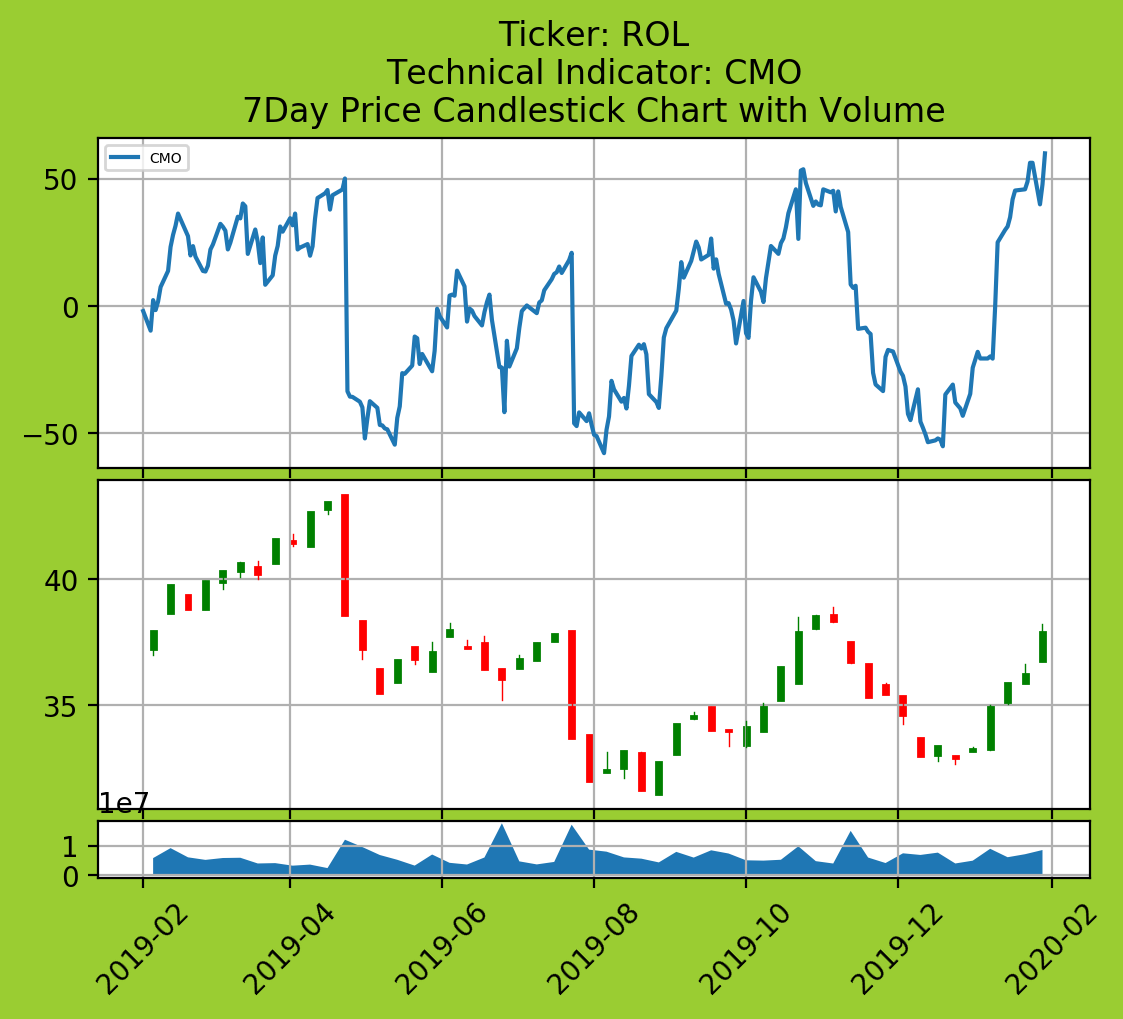 Ticker: ROL
Technical Indicator: CMO
7Day Price Candlestick Chart with Volume
CMO
50
0
−50
40
35
1e7
1
0
2019-02
2019-04
2019-06
2019-08
2019-10
2019-12
2020-02